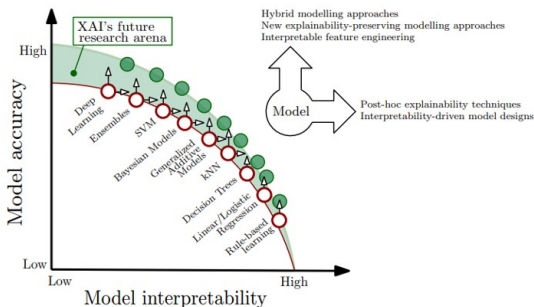 Hybrid modelling approaches
New explainability-preserving modelling approaches
Interpretable feature engineering
XAI's future
research arena
High
Model accuracy
Low
Deep
Learning
Ensembles
SVM
Bayesian Models
Generalized
Additive
Models
kNN
Decision Trees
Linear/Logistic
Regression
Rule-based
learning
Model
Post-hoc explainability techniques
Interpretability-driven model designs
Low
High
Model interpretability